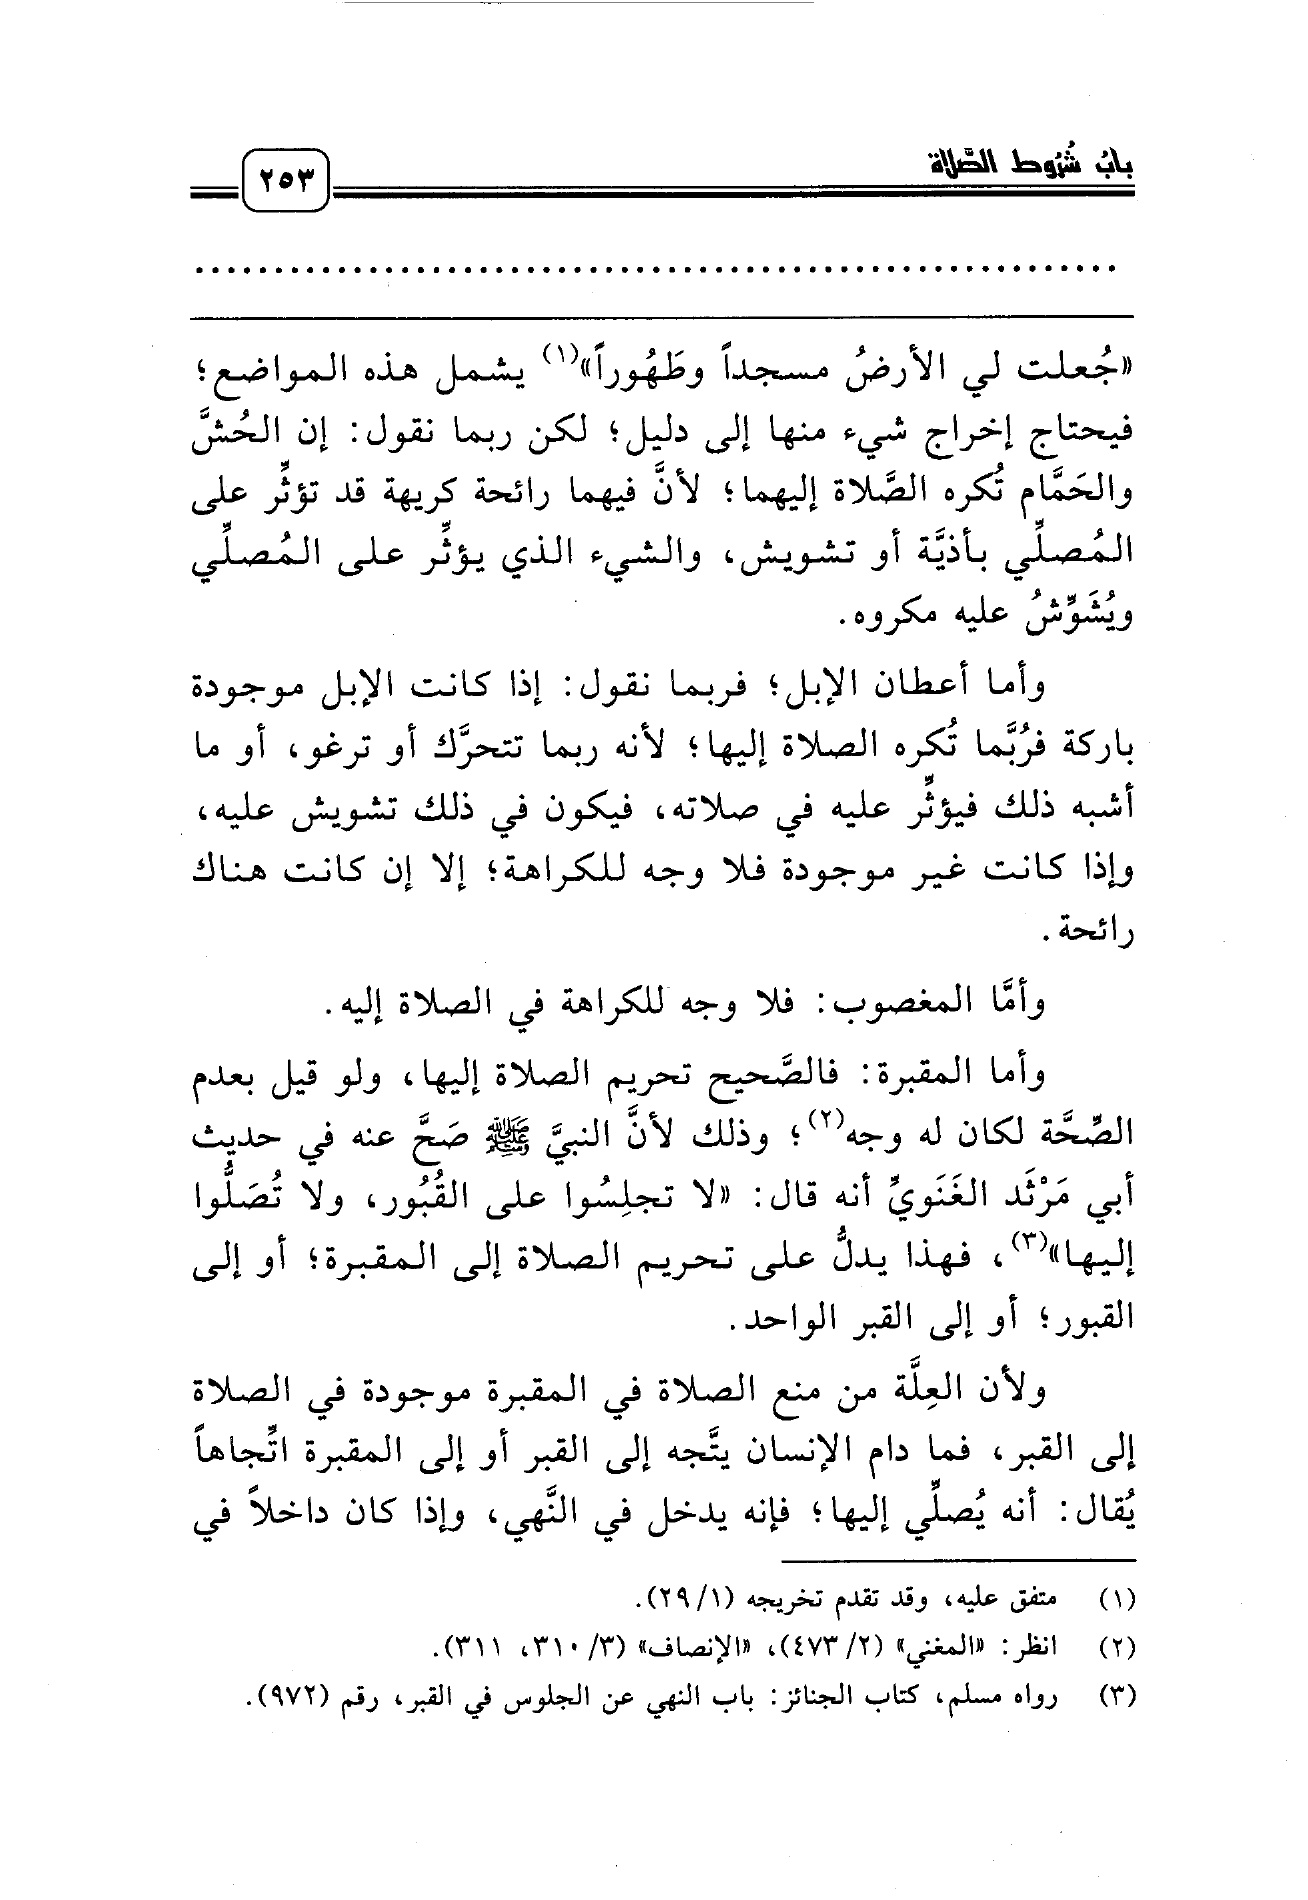 بابُ شُرُوط الصَّلاة
٢٥٣
«جُعلت لي الأرضُ مسجداً وطَهُوراً»(١) يشمل هذه المواضع؛
فيحتاج إخراج شيء منها إلى دليل؛ لكن ربما نقول: إن الحُشَّ
والحَمَّام تُكره الصَّلاة إليهما؛ لأنَّ فيهما رائحة كريهة قد تؤثِّر على
المُصلِّي بأذيَّة أو تشويش، والشيء الذي يؤثِّر على المُصلِّي
ويُشَوِّشُ عليه مكروه.
وأما أعطان الإبل؛ فربما نقول: إذا كانت الإبل موجودة
باركة فرُبَّما تُكره الصلاة إليها؛ لأنه ربما تتحرَّك أو ترغو، أو ما
أشبه ذلك فيؤثِّر عليه في صلاته، فيكون في ذلك تشويش عليه،
وإذا كانت غير موجودة فلا وجه للكراهة؛ إلا إن كانت هناك
رائحة.
وأمَّا المغصوب: فلا وجه للكراهة في الصلاة إليه.
وأما المقبرة: فالصَّحيح تحريم الصلاة إليها، ولو قيل بعدم
الصِّحَّة لكان له وجه(٢)؛ وذلك لأنَّ النبيَّ ﷺ صَحَّ عنه في حديث
أبي مَرْثَد الغَنَويِّ أنه قال: «لا تجلِسُوا على القُبُور، ولا تُصَلُّوا
إليها»(٣)، فهذا يدلُّ على تحريم الصلاة إلى المقبرة؛ أو إلى
القبور؛ أو إلى القبر الواحد.
ولأن العِلَّة من منع الصلاة في المقبرة موجودة في الصلاة
إلى القبر، فما دام الإنسان يتَّجه إلى القبر أو إلى المقبرة اتِّجاهاً
يُقال: أنه يُصلِّي إليها؛ فإنه يدخل في النَّهي، وإذا كان داخلاً في
(١) متفق عليه، وقد تقدم تخريجه (٢٩/١).
(٢) انظر: «المغني» (٤٧٣/٢)، «الإنصاف» (٣١٠/٣، ٣١١).
(٣) رواه مسلم، كتاب الجنائز: باب النهي عن الجلوس في القبر، رقم (٩٧٢).